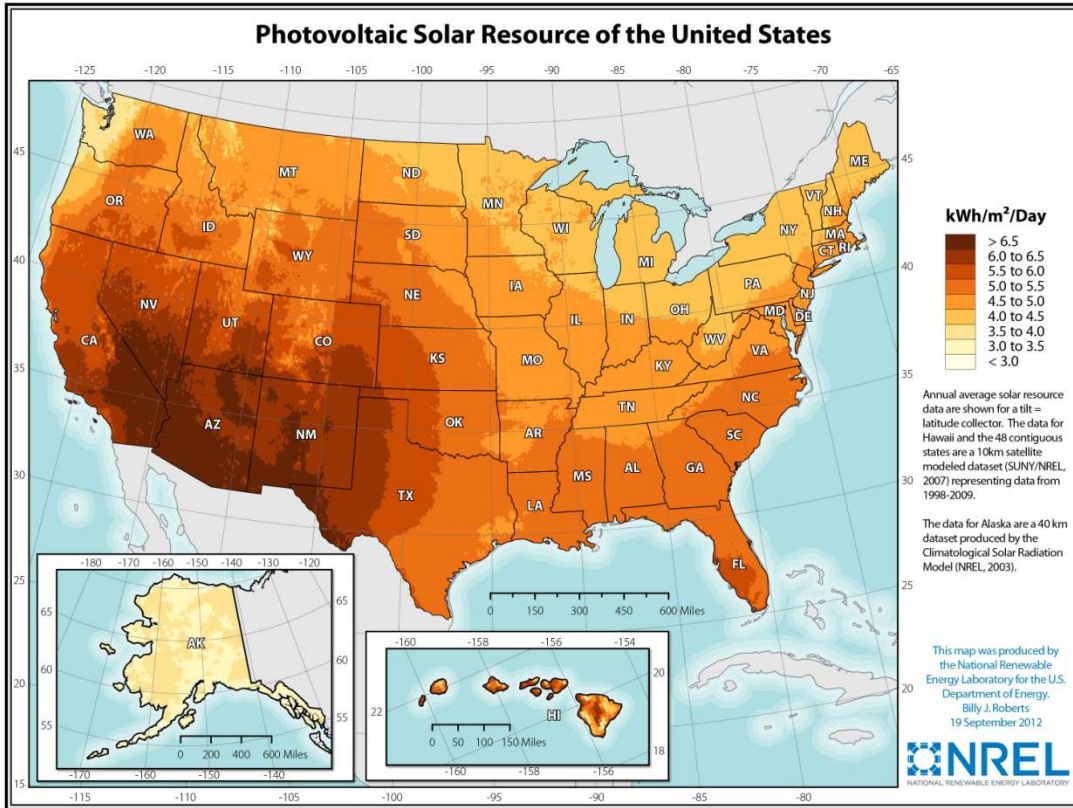 Photovoltaic Solar Resource of the United States
-125 -120 -115 -110 -105 -100 -95 -90 -85 -80 -75 -70 -65
WA
MT
ND
MN
ME
45
45
OR
ID
SD
WI
VT
NH
NY
MA
WY
MI
CT RI
40
40
NE
IA
PA
NJ
NV
UT
OH
MD
DE
IL
IN
CA
CO
WV
KS
MO
VA
KY
35
35
NC
TN
AZ
NM
OK
AR
SC
MS
AL
GA
30
30
TX
LA
FL
25
25
20
20
15
-115 -110 -105 -100 -95 -90 -85 -80
0 150 300 450 600 Miles
-180 -170 -160 -150 -140 -130 -120
65
65
AK
60
60
55
55
0 200 400 600 Miles
-170 -160 -150 -140
-160 -158 -156 -154
20
22
HI
0 50 100 150 Miles
18
-160 -158 -156
kWh/m²/Day
> 6.5
6.0 to 6.5
5.5 to 6.0
5.0 to 5.5
4.5 to 5.0
4.0 to 4.5
3.5 to 4.0
3.0 to 3.5
< 3.0
Annual average solar resource
data are shown for a tilt =
latitude collector. The data for
Hawaii and the 48 contiguous
states are a 10km satellite
modeled dataset (SUNY/NREL,
2007) representing data from
1998-2009.
The data for Alaska are a 40 km
dataset produced by the
Climatological Solar Radiation
Model (NREL, 2003).
This map was produced by
the National Renewable
Energy Laboratory for the U.S.
Department of Energy.
Billy J. Roberts
19 September 2012
NREL
NATIONAL RENEWABLE ENERGY LABORATORY